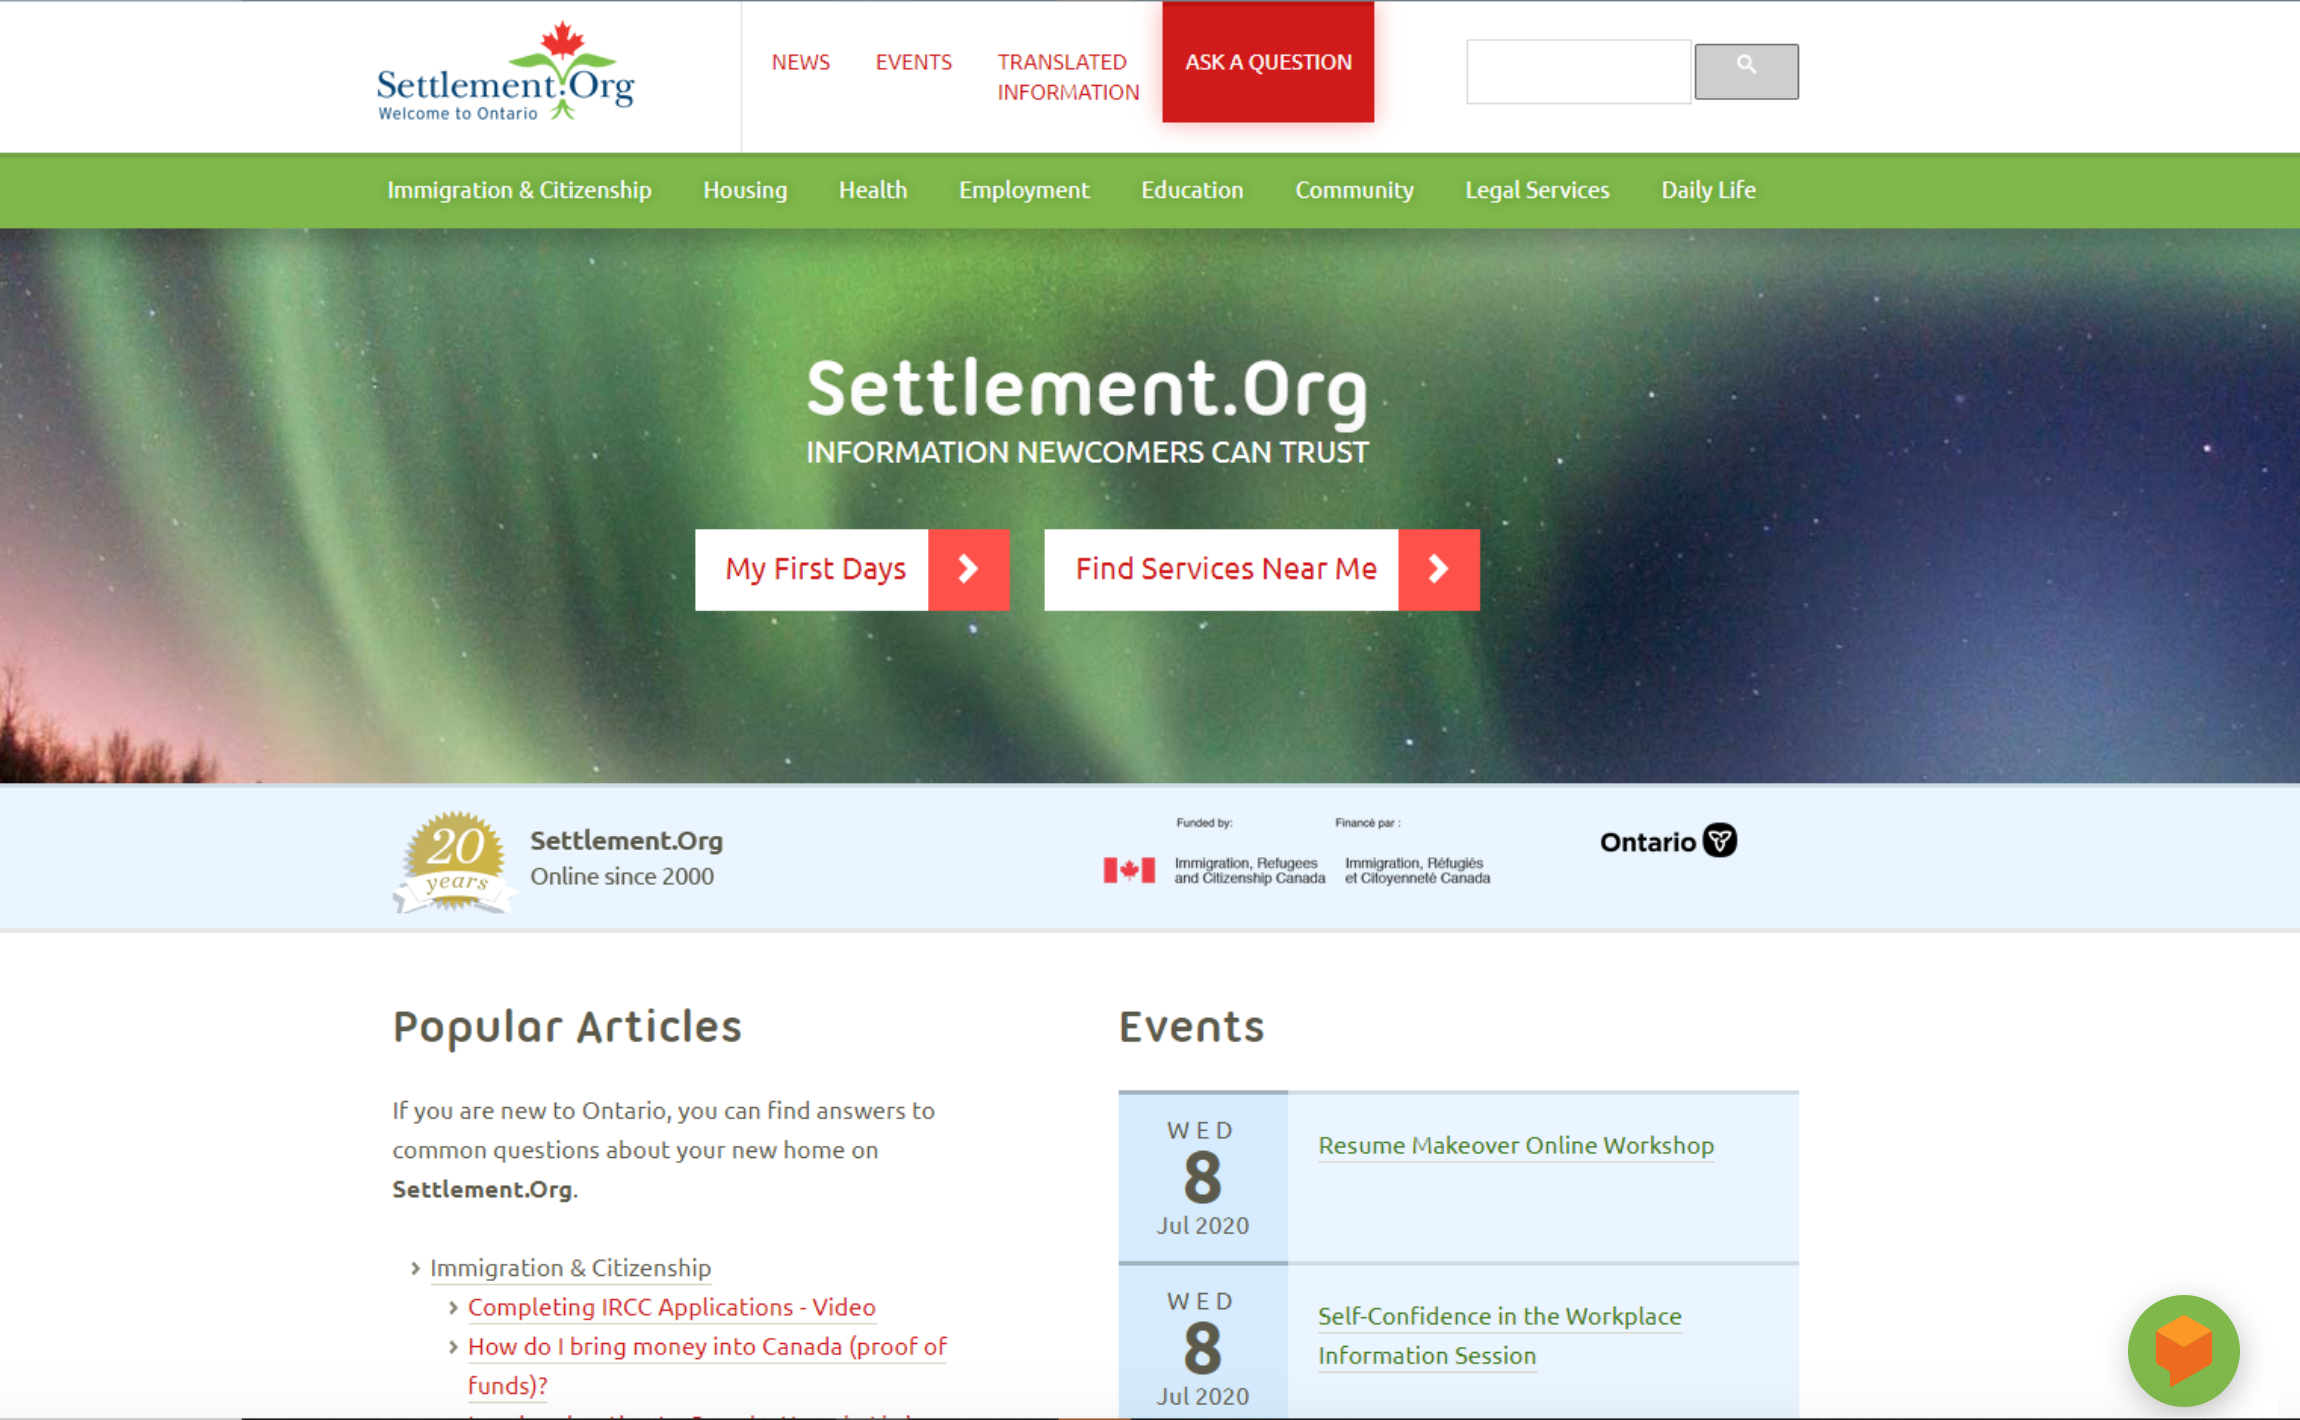 Settlement.Org
Welcome to Ontario
NEWS
EVENTS
TRANSLATED
INFORMATION
ASK A QUESTION
Immigration & Citizenship
Housing
Health
Employment
Education
Community
Legal Services
Daily Life
Settlement.Org
INFORMATION NEWCOMERS CAN TRUST
My First Days
Find Services Near Me
20
years
Settlement.Org
Online since 2000
Funded by:
Financé par :
Immigration, Refugees
and Citizenship Canada
Immigration, Réfugiés
et Citoyenneté Canada
Ontario
Popular Articles
If you are new to Ontario, you can find answers to
common questions about your new home on
Settlement.Org.
Immigration & Citizenship
Completing IRCC Applications - Video
How do I bring money into Canada (proof of
funds)?
Events
WED
8
Jul 2020
Resume Makeover Online Workshop
WED
8
Jul 2020
Self-Confidence in the Workplace
Information Session